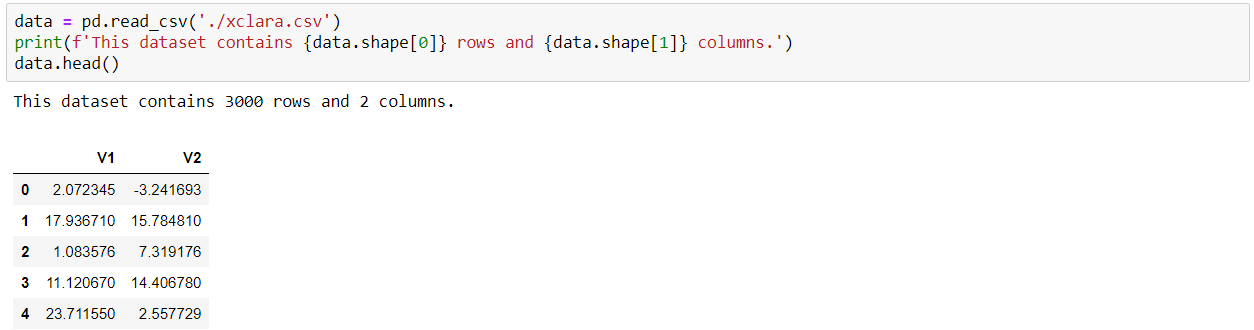 data = pd.read_csv('./xclara.csv')
print(f'This dataset contains {data.shape[0]} rows and {data.shape[1]} columns.')
data.head()
This dataset contains 3000 rows and 2 columns.
V1 V2
0 2.072345 -3.241693
1 17.936710 15.784810
2 1.083576 7.319176
3 11.120670 14.406780
4 23.711550 2.557729